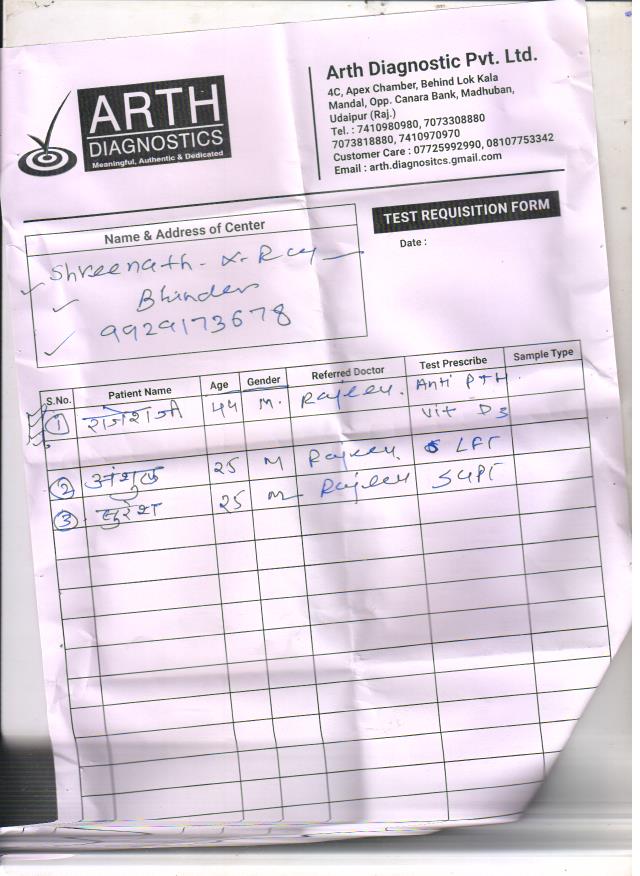 ARTH
DIAGNOSTICS
Meaningful, Authentic & Dedicated
Arth Diagnostic Pvt. Ltd.
4C, Apex Chamber, Behind Lok Kala
Mandal, Opp. Canara Bank, Madhuban,
Udaipur (Raj.)
Tel. : 7410980980, 7073308880
7073818880, 7410970970
Customer Care : 07725992990, 08107753342
Email : arth.diagnositcs.gmail.com
TEST REQUISITION FORM
Date :
Name & Address of Center
Shreenath - X-Ray
Bhinder
9929173678
S.No. Patient Name Age Gender Referred Doctor Test Prescribe Sample Type
1 44 M. Rajeev. Anti PTH.
Vit D3
2 अंशुल 25 M Rajeev LFT
3 सुरेश 25 M Rajeev SGPT